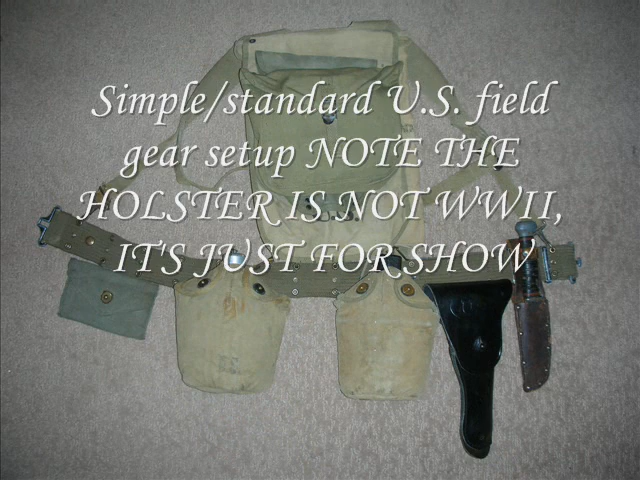 Simple/standard U.S. field
gear setup NOTE THE
HOLSTER IS NOT WWII,
IT'S JUST FOR SHOW